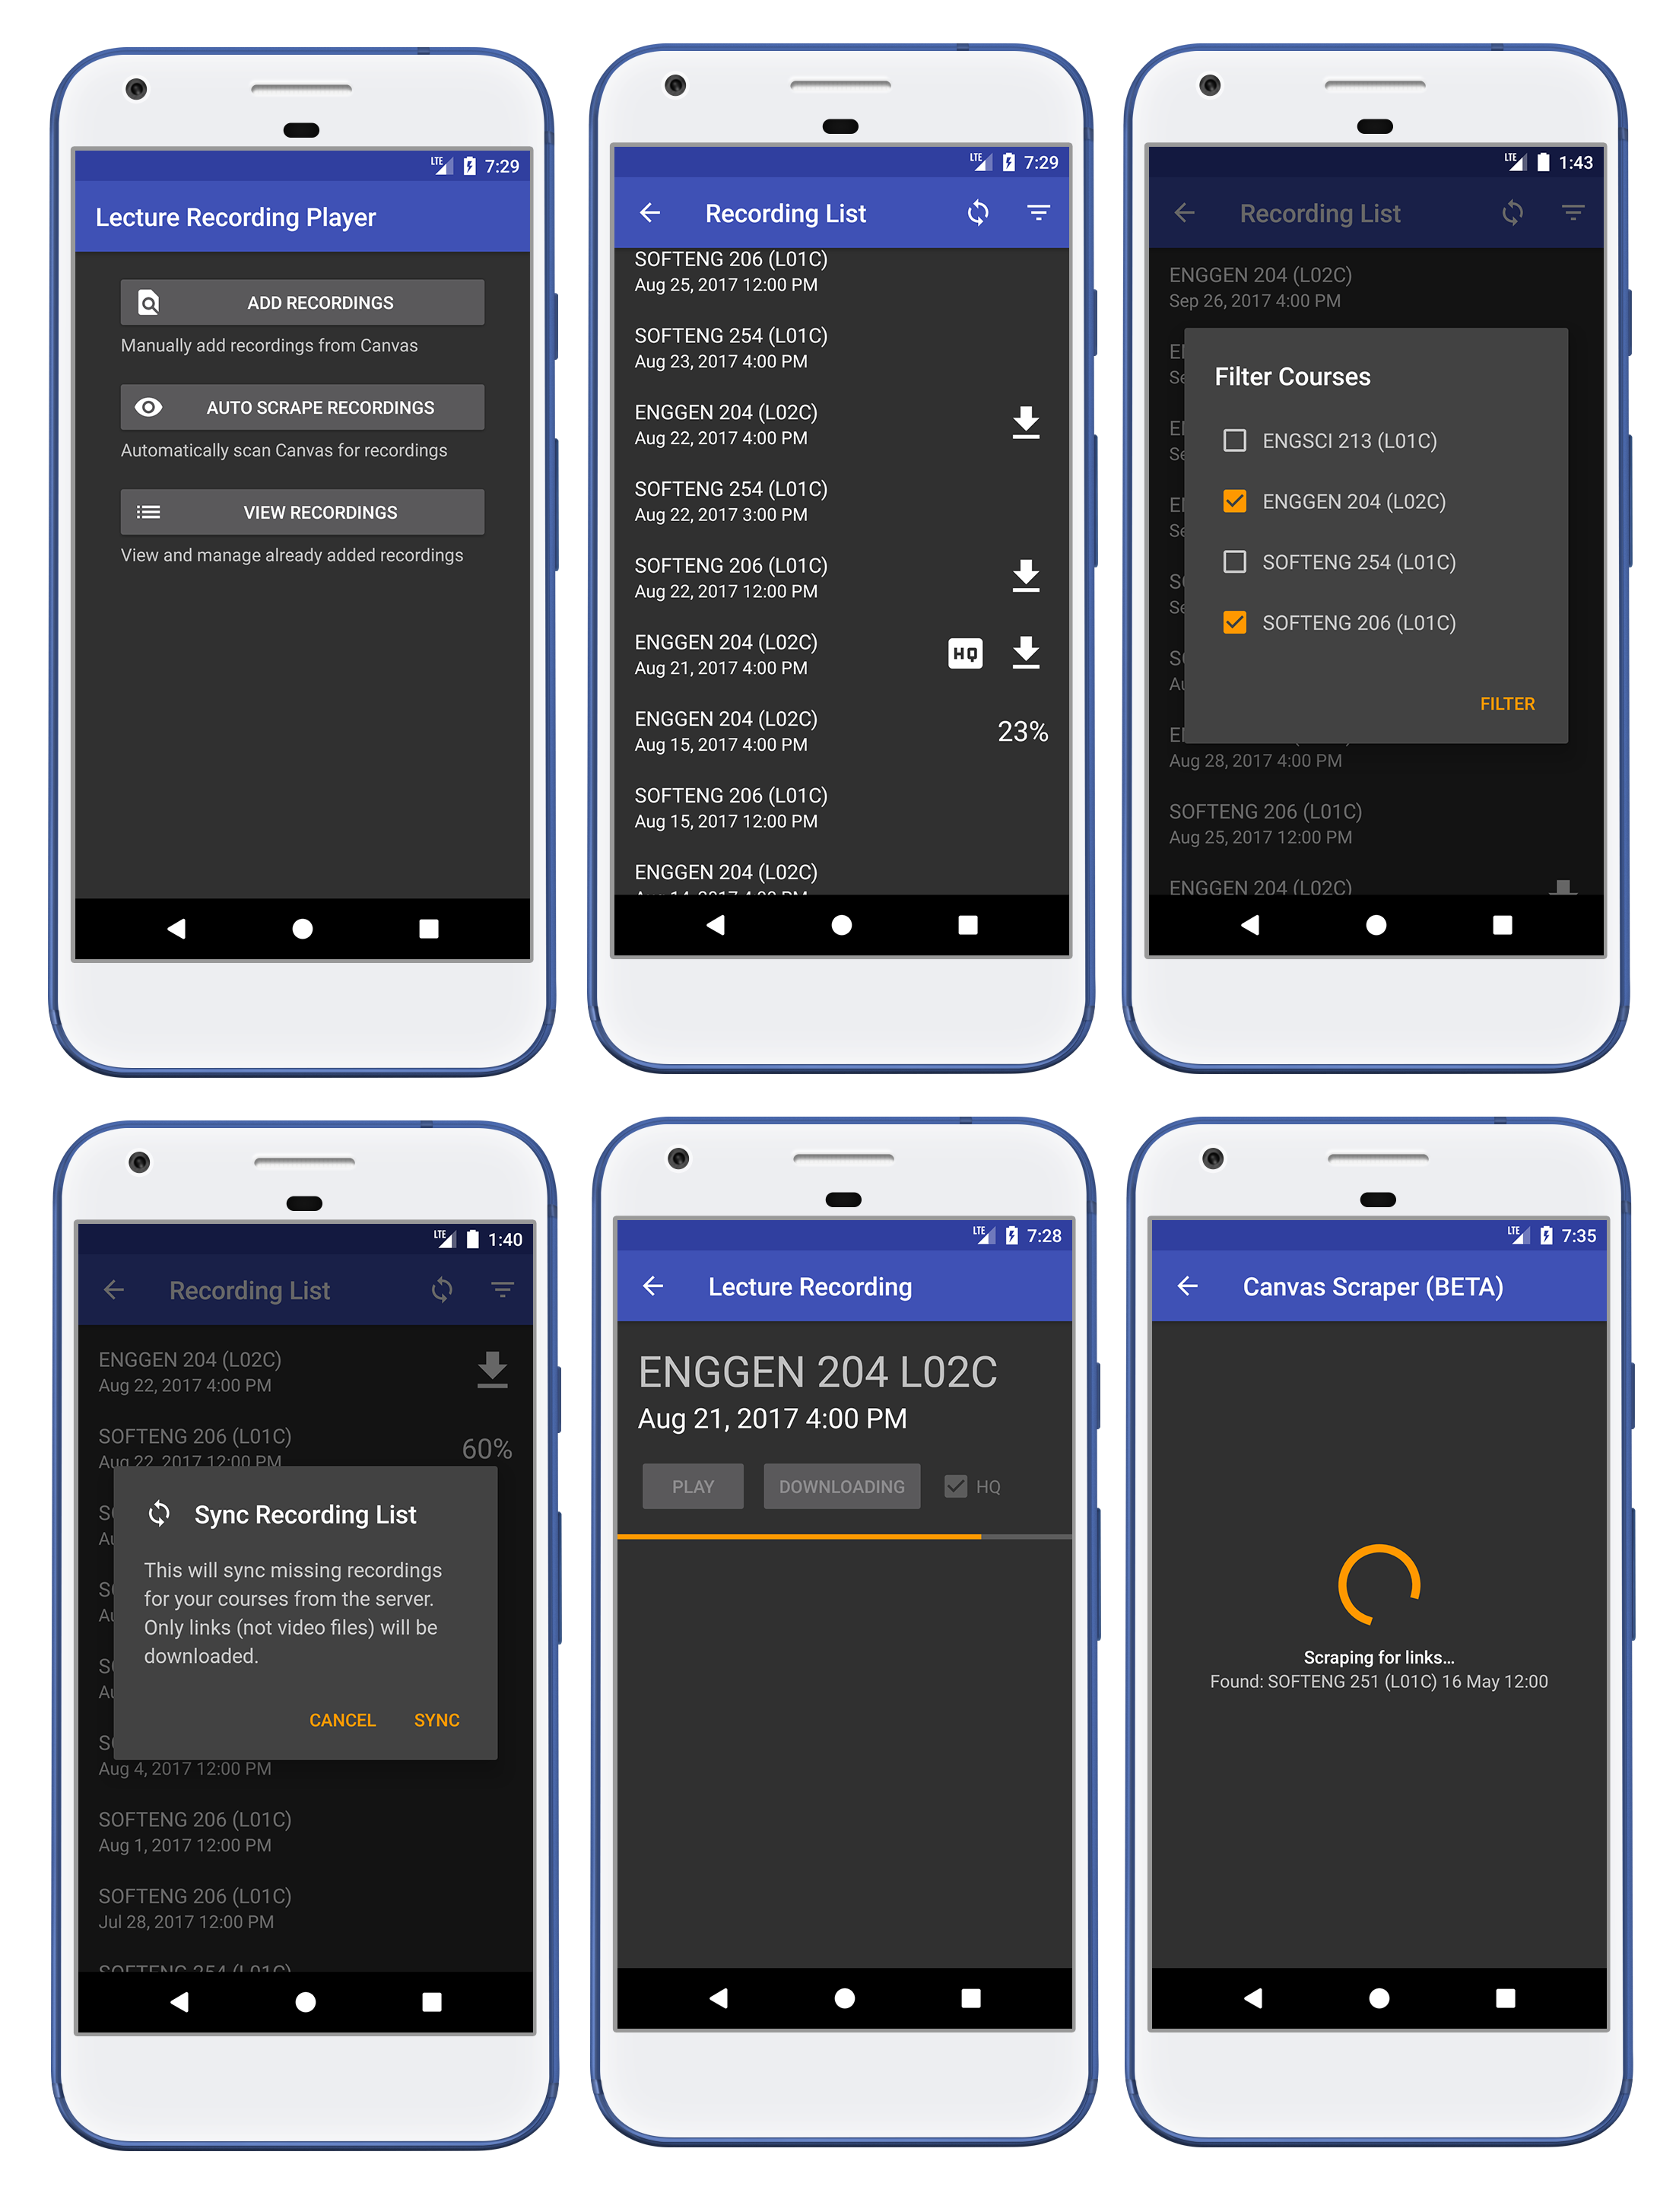 LTE 7:29
Lecture Recording Player
ADD RECORDINGS
Manually add recordings from Canvas
AUTO SCRAPE RECORDINGS
Automatically scan Canvas for recordings
VIEW RECORDINGS
View and manage already added recordings
LTE 7:29
Recording List
SOFTENG 206 (L01C)
Aug 25, 2017 12:00 PM
SOFTENG 254 (L01C)
Aug 23, 2017 4:00 PM
ENGGEN 204 (L02C)
Aug 22, 2017 4:00 PM
SOFTENG 254 (L01C)
Aug 22, 2017 3:00 PM
SOFTENG 206 (L01C)
Aug 22, 2017 12:00 PM
ENGGEN 204 (L02C)
Aug 21, 2017 4:00 PM
HQ
ENGGEN 204 (L02C)
Aug 15, 2017 4:00 PM
23%
SOFTENG 206 (L01C)
Aug 15, 2017 12:00 PM
ENGGEN 204 (L02C)
LTE 1:43
Recording List
ENGGEN 204 (L02C)
Sep 26, 2017 4:00 PM
Filter Courses
ENGSCI 213 (L01C)
ENGGEN 204 (L02C)
SOFTENG 254 (L01C)
SOFTENG 206 (L01C)
FILTER
Aug 28, 2017 4:00 PM
SOFTENG 206 (L01C)
Aug 25, 2017 12:00 PM
ENGGEN 204 (L02C)
LTE 1:40
Recording List
ENGGEN 204 (L02C)
Aug 22, 2017 4:00 PM
SOFTENG 206 (L01C)
Aug 22, 2017 12:00 PM
60%
Sync Recording List
This will sync missing recordings
for your courses from the server.
Only links (not video files) will be
downloaded.
CANCEL SYNC
Aug 4, 2017 12:00 PM
SOFTENG 206 (L01C)
Aug 1, 2017 12:00 PM
SOFTENG 206 (L01C)
Jul 28, 2017 12:00 PM
SOFTENG 254 (L01C)
LTE 7:28
Lecture Recording
ENGGEN 204 L02C
Aug 21, 2017 4:00 PM
PLAY DOWNLOADING HQ
LTE 7:35
Canvas Scraper (BETA)
Scraping for links...
Found: SOFTENG 251 (L01C) 16 May 12:00